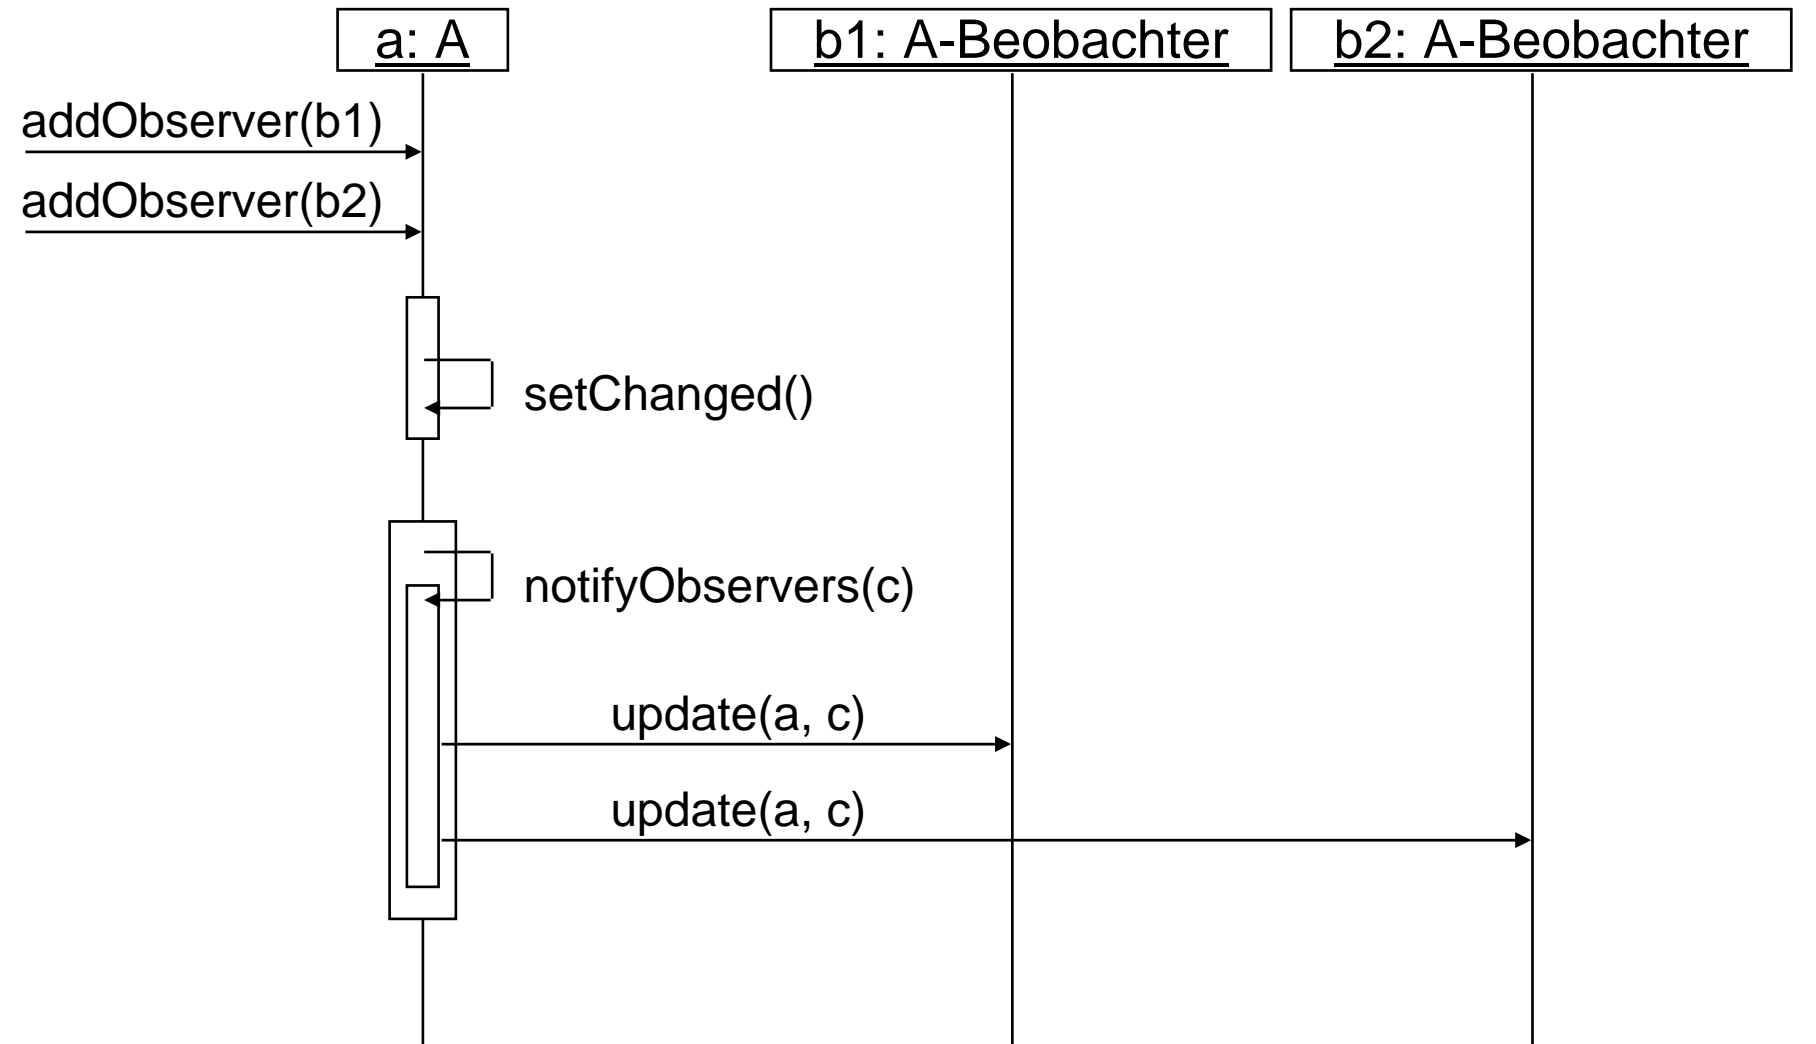 a: A
b1: A-Beobachter
b2: A-Beobachter
addObserver(b1)
addObserver(b2)
setChanged()
notifyObservers(c)
update(a, c)
update(a, c)